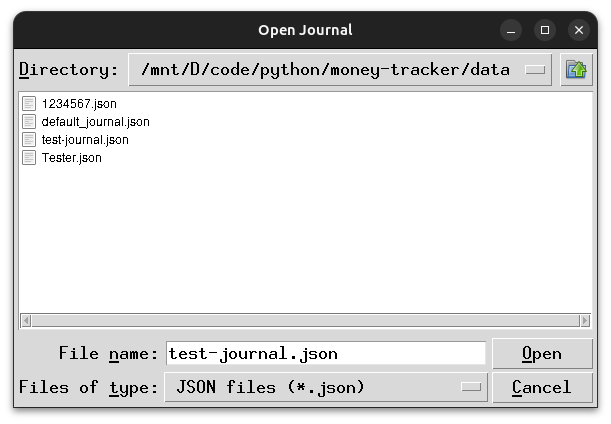 Open Journal
Directory: /mnt/D/code/python/money-tracker/data
1234567.json
default_journal.json
test-journal.json
Tester.json
File name: test-journal.json Open
Files of type: JSON files (*.json) Cancel